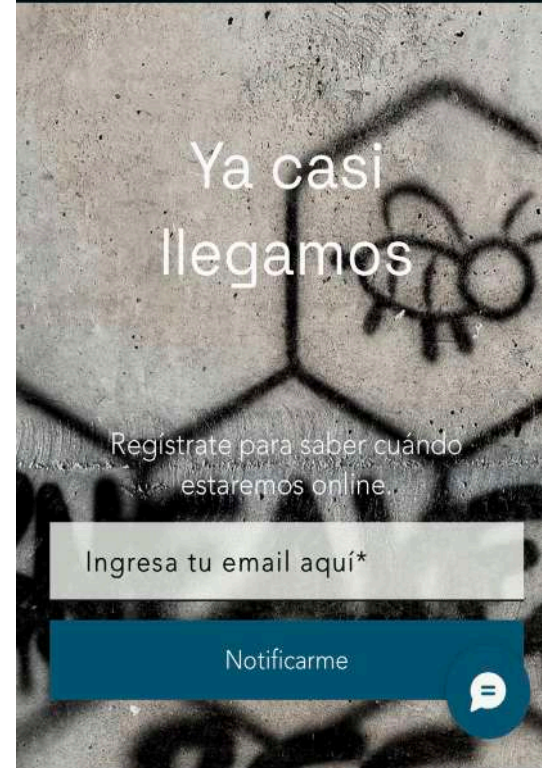 Ya casi
llegamos
Regístrate para saber cuándo
estaremos online.
Ingresa tu email aquí*
Notificarme